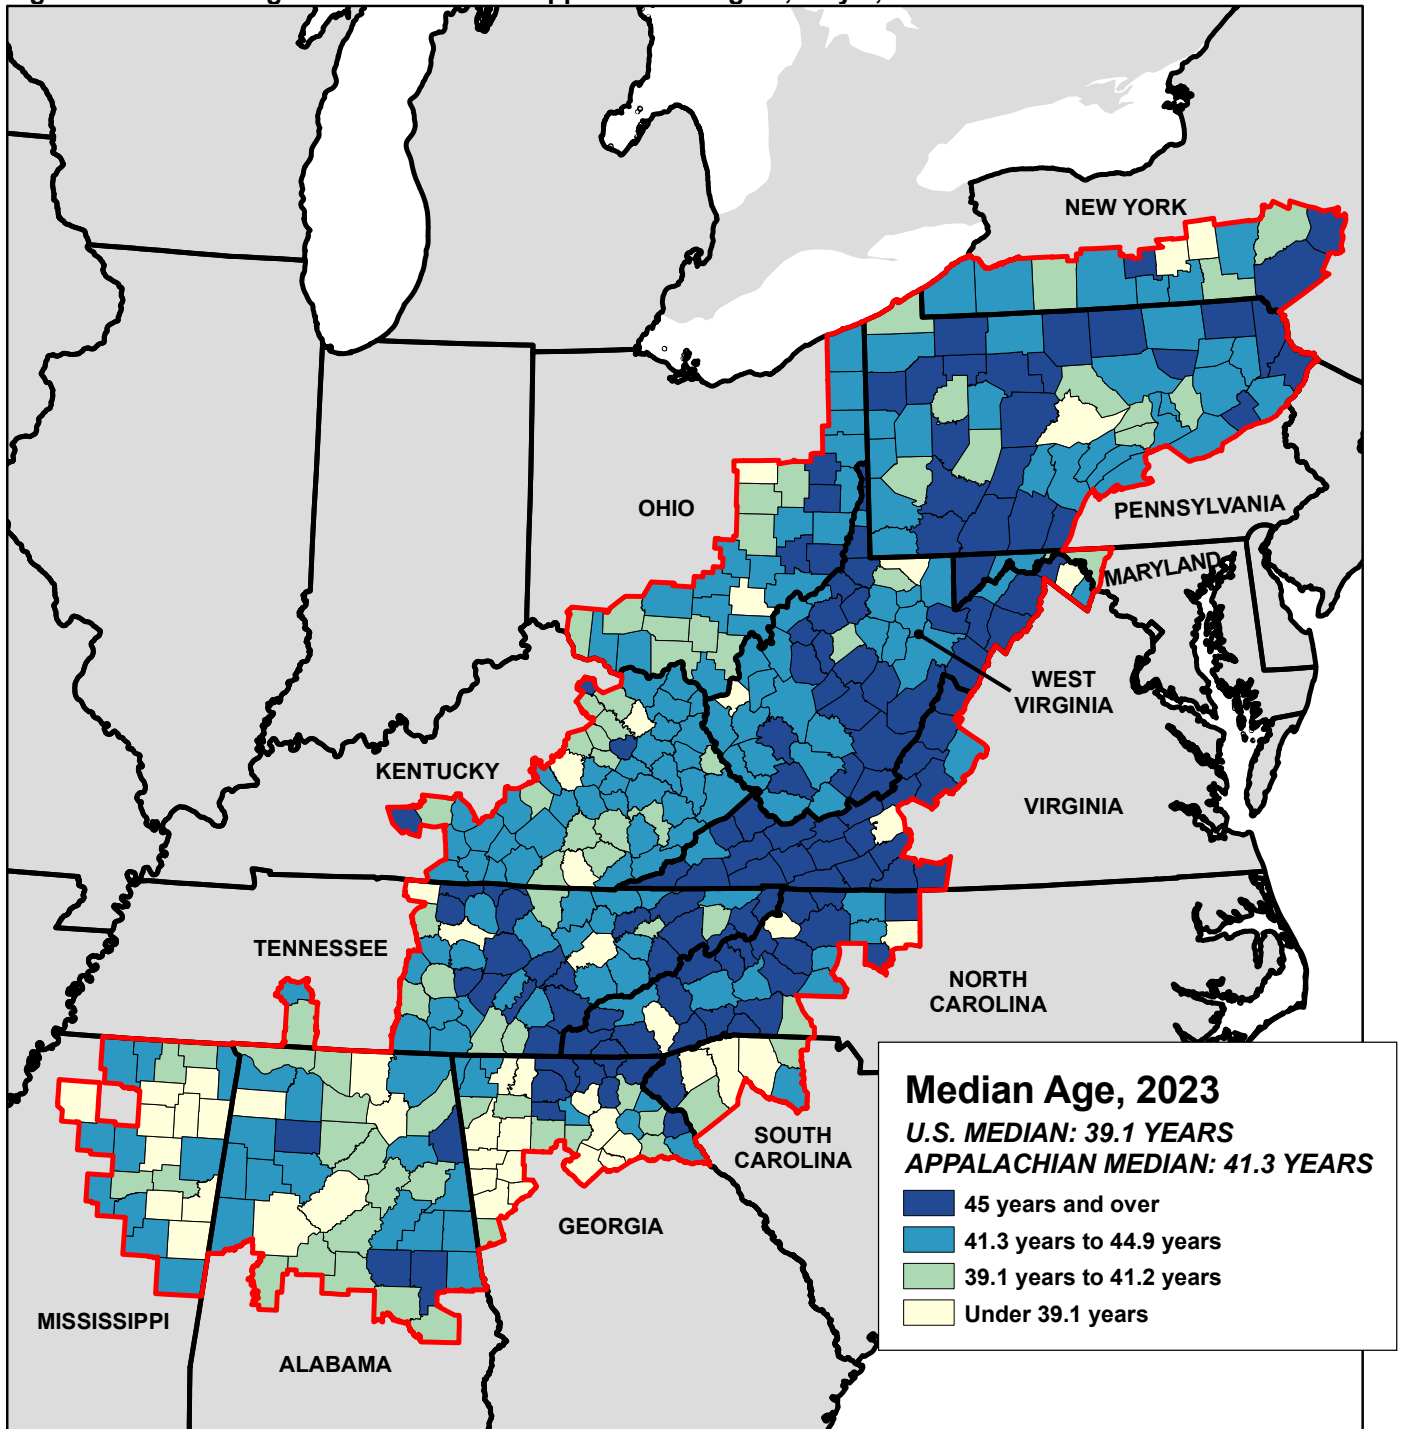 NEW YORK
OHIO
PENNSYLVANIA
MARYLAND
WEST
VIRGINIA
KENTUCKY
VIRGINIA
TENNESSEE
NORTH
CAROLINA
SOUTH
CAROLINA
GEORGIA
MISSISSIPPI
ALABAMA
Median Age, 2023
U.S. MEDIAN: 39.1 YEARS
APPALACHIAN MEDIAN: 41.3 YEARS
45 years and over
41.3 years to 44.9 years
39.1 years to 41.2 years
Under 39.1 years